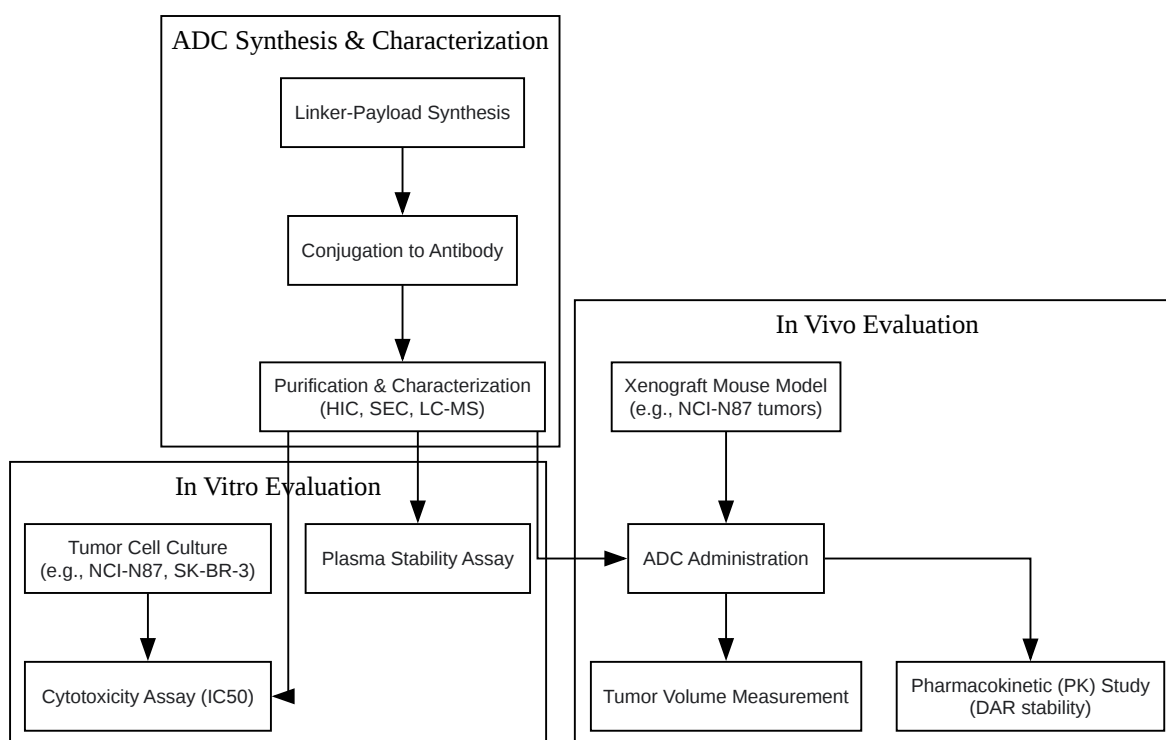 ADC Synthesis & Characterization
Linker-Payload Synthesis
Conjugation to Antibody
Purification & Characterization
(HIC, SEC, LC-MS)
In Vitro Evaluation
Tumor Cell Culture
(e.g., NCI-N87, SK-BR-3)
Plasma Stability Assay
Cytotoxicity Assay (IC50)
In Vivo Evaluation
Xenograft Mouse Model
(e.g., NCI-N87 tumors)
ADC Administration
Tumor Volume Measurement
Pharmacokinetic (PK) Study
(DAR stability)